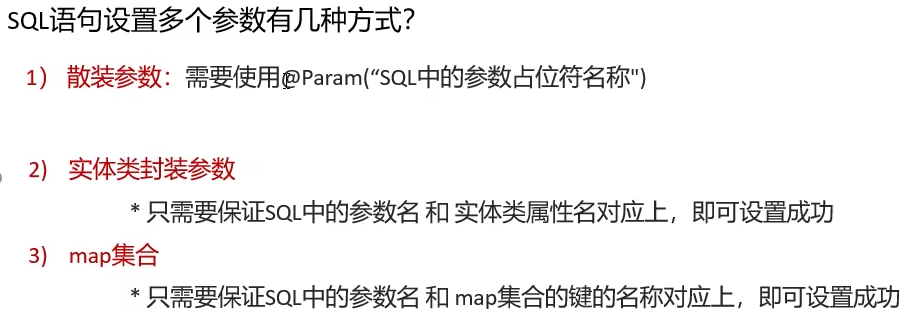 SQL语句设置多个参数有几种方式？
1） 散装参数：需要使用@Param(“SQL中的参数占位符名称")
2) 实体类封装参数
* 只需要保证SQL中的参数名 和 实体类属性名对应上，即可设置成功
3) map集合
* 只需要保证SQL中的参数名 和 map集合的键的名称对应上，即可设置成功